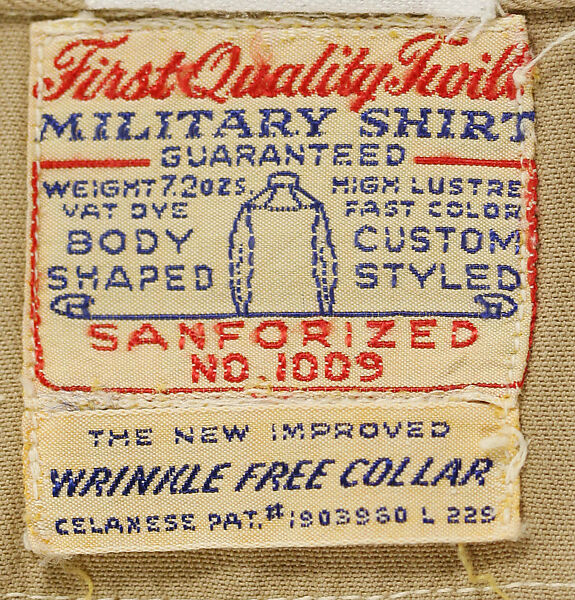 First Quality Twill
MILITARY SHIRT
GUARANTEED
WEIGHT 7.2 OZS. HIGH LUSTRE
VAT DYE FAST COLOR
BODY CUSTOM
SHAPED STYLED
SANFORIZED
NO. 1009
THE NEW IMPROVED
WRINKLE FREE COLLAR
CELANESE PAT. #1903960 L 229